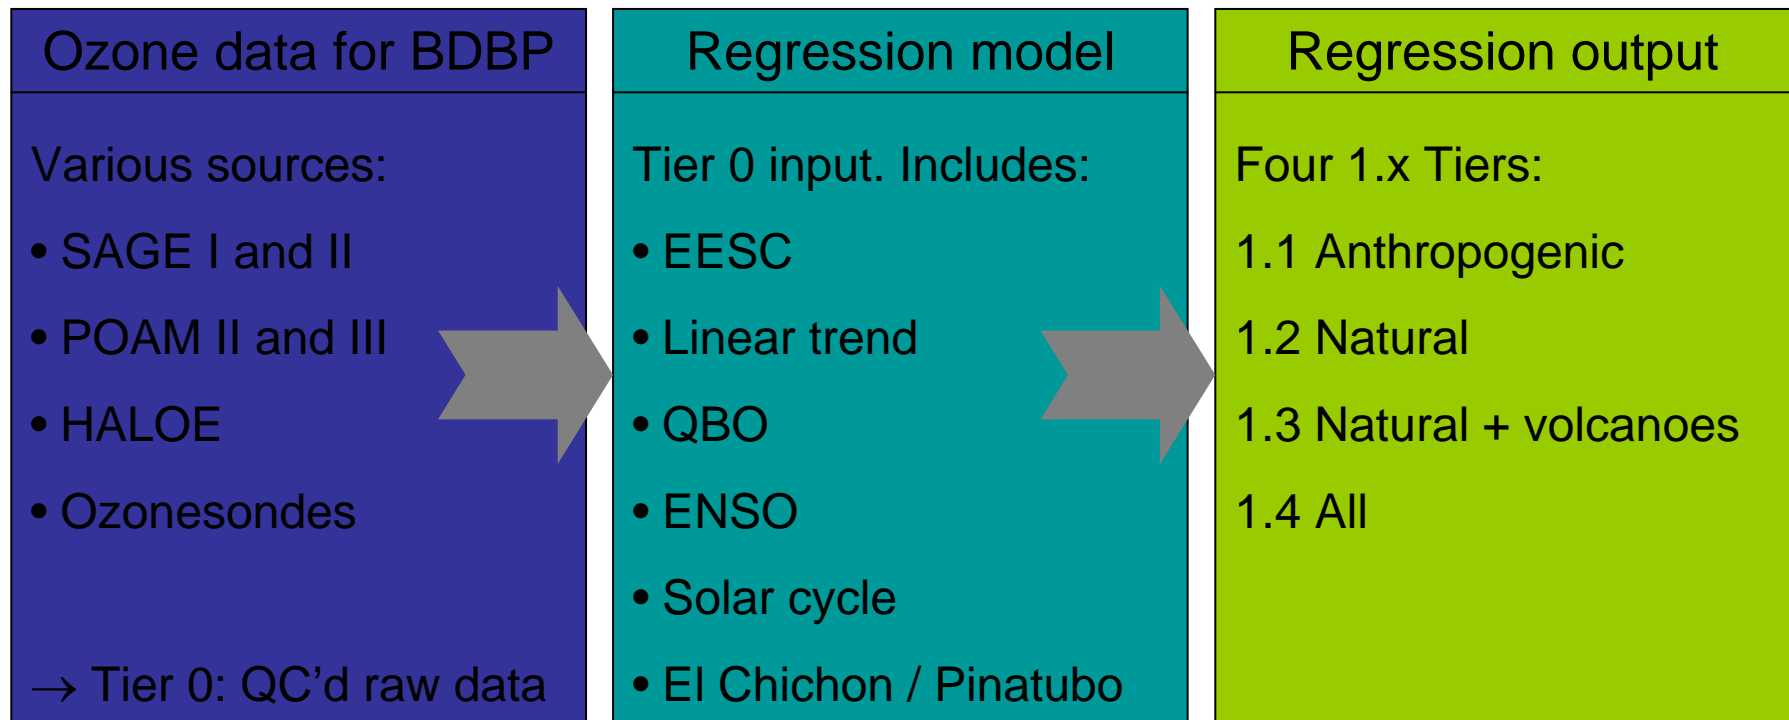 Ozone data for BDBP
Various sources:
• SAGE I and II
• POAM II and III
• HALOE
• Ozonesondes
→ Tier 0: QC'd raw data
Regression model
Tier 0 input. Includes:
• EESC
• Linear trend
• QBO
• ENSO
• Solar cycle
• El Chichon / Pinatubo
Regression output
Four 1.x Tiers:
1.1 Anthropogenic
1.2 Natural
1.3 Natural + volcanoes
1.4 All